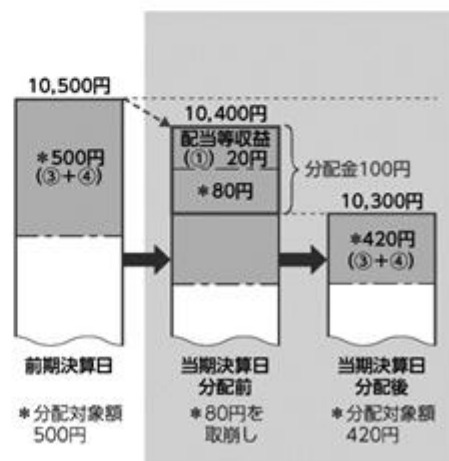 10,500円
*500円
(③+④)
前期決算日
*分配対象額
500円
10,400円
配当等収益
(①) 20円
*80円
分配金100円
当期決算日
分配前
*80円を
取崩し
10,300円
*420円
(③+④)
当期決算日
分配後
*分配対象額
420円